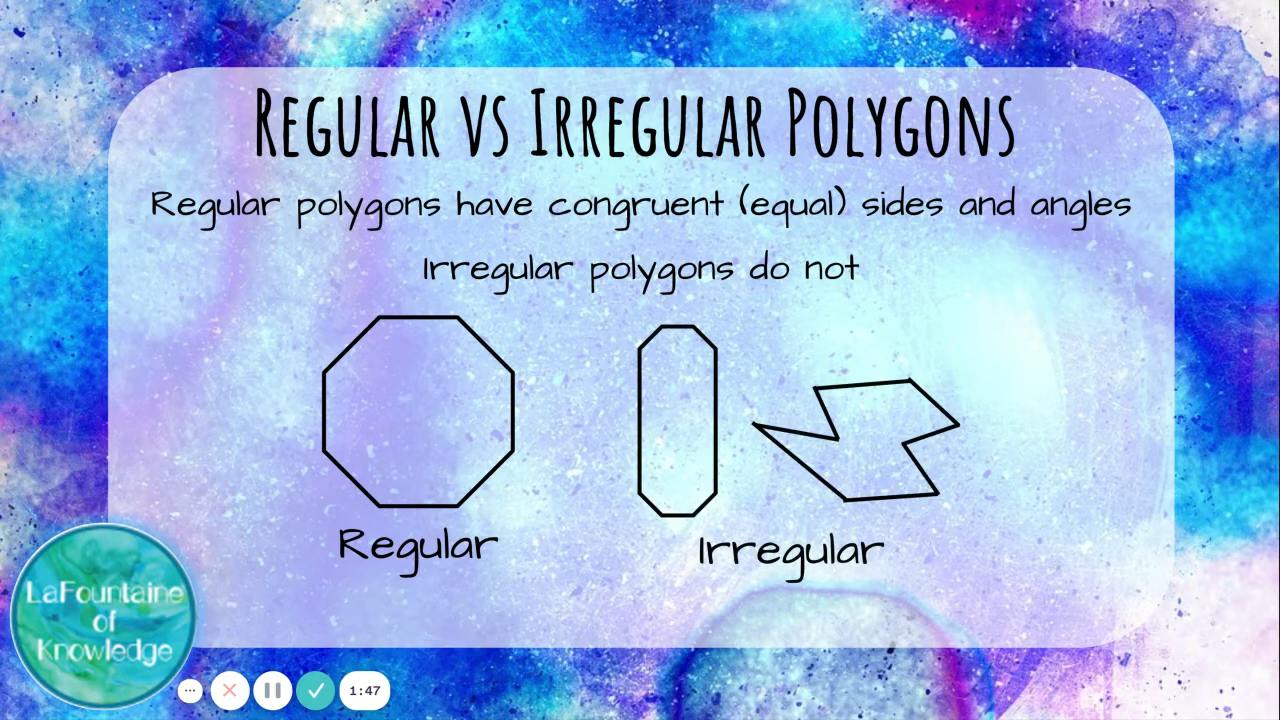 Regular vs Irregular Polygons
Regular polygons have congruent (equal) sides and angles
Irregular polygons do not
Regular
Irregular
LaFountaine
of
Knowledge
1:47